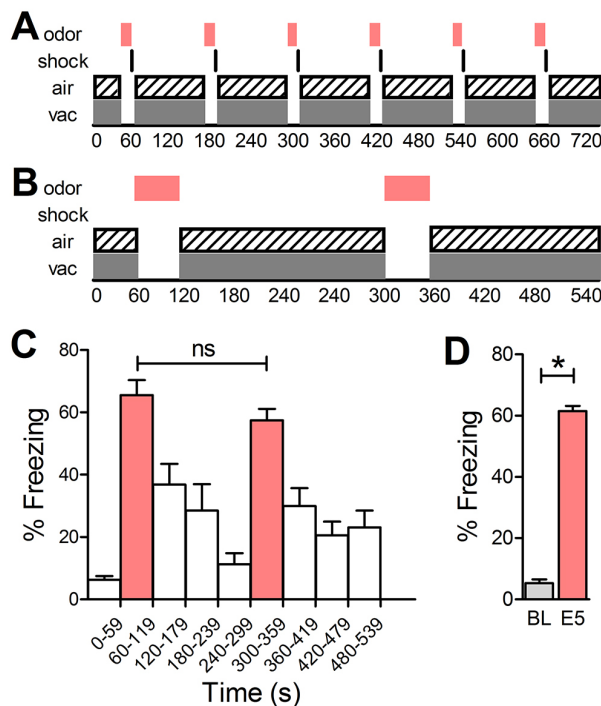 A
odor
shock
air
vac
0 60 120 180 240 300 360 420 480 540 600 660 720
B
odor
shock
air
vac
0 60 120 180 240 240 300 360 420 480 540
C
ns
% Freezing
80
60
40
20
0
0-59
60-119
120-179
180-239
240-299
300-359
360-419
420-479
480-539
Time (s)
D
*
% Freezing
80
60
40
20
0
BL E5